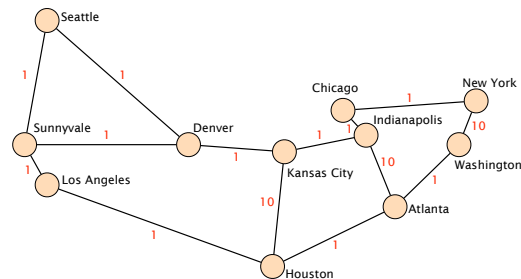 Seattle
1
1
Chicago
New York
1
1
Indianapolis
10
Sunnyvale
1
Denver
1
1
Kansas City
Washington
1
Los Angeles
10
1
10
Atlanta
1
1
Houston